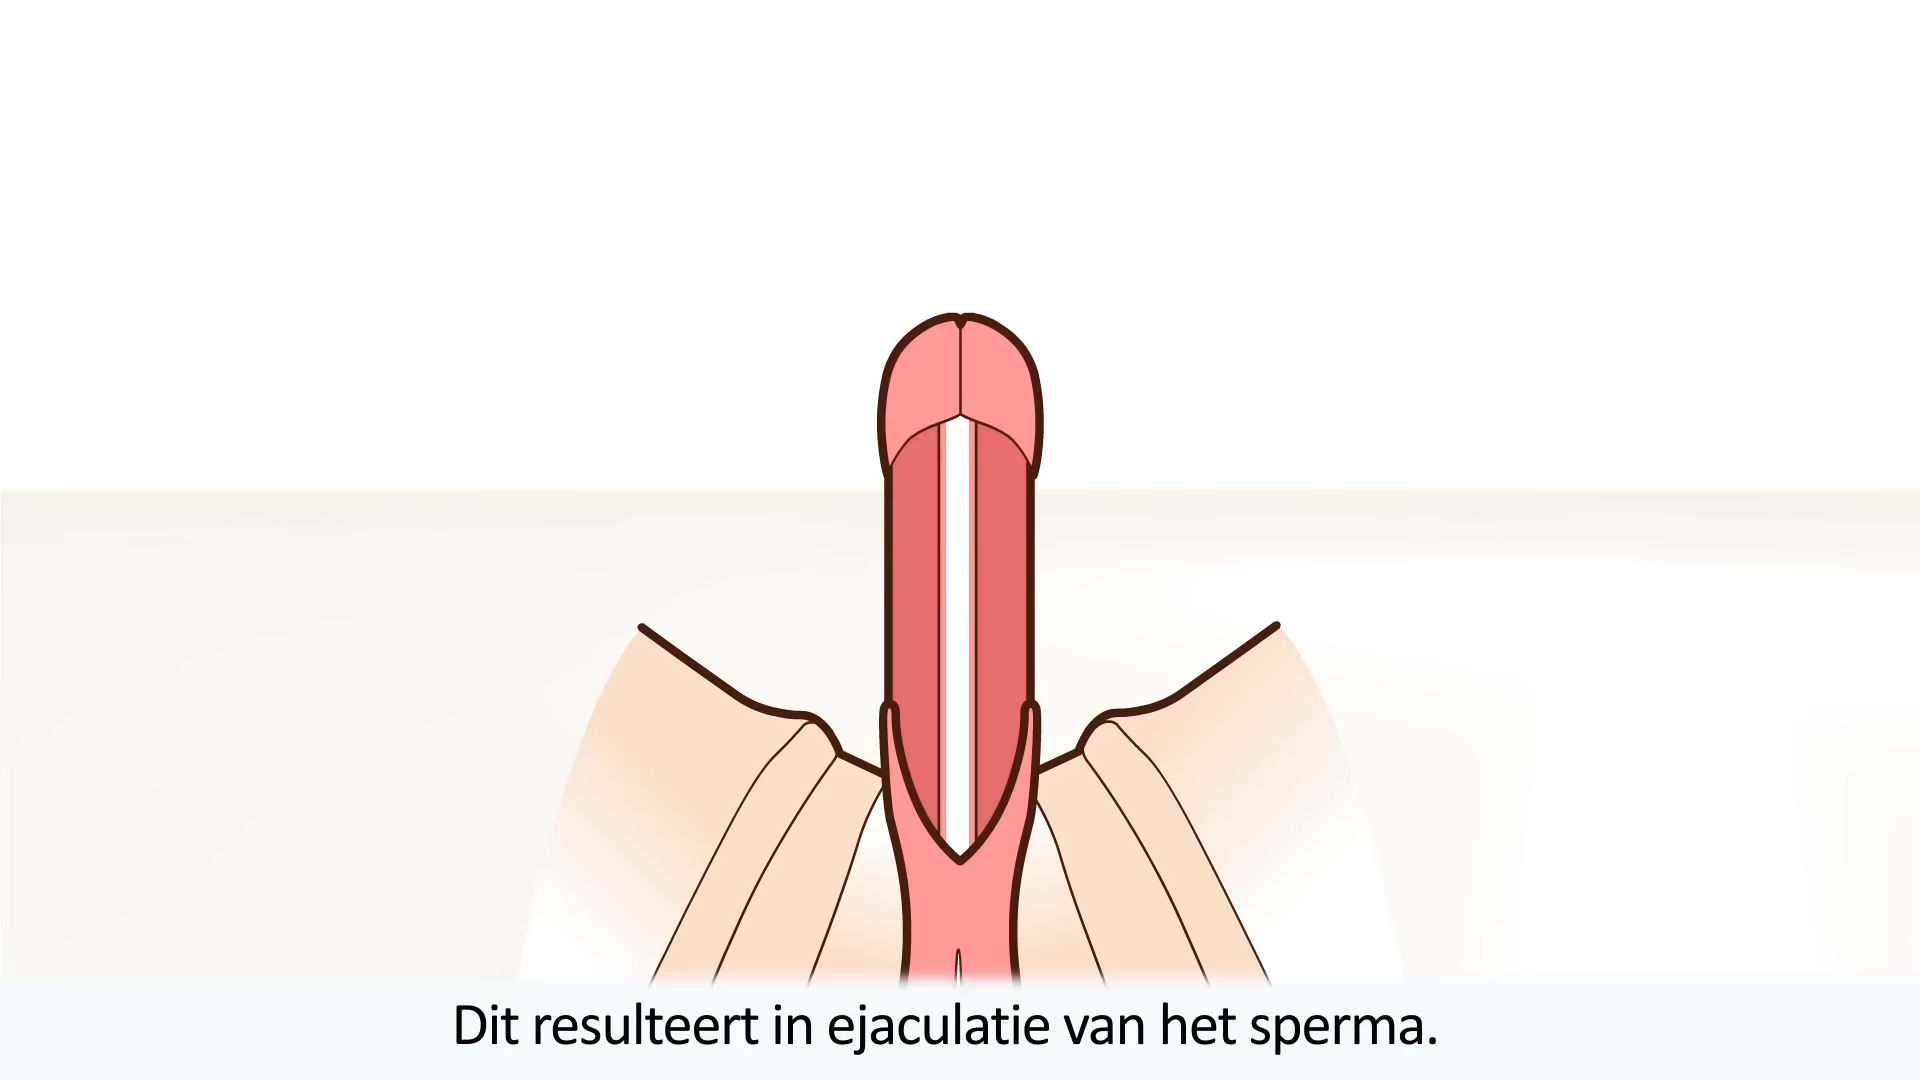 Dit resulteert in ejaculatie van het sperma.